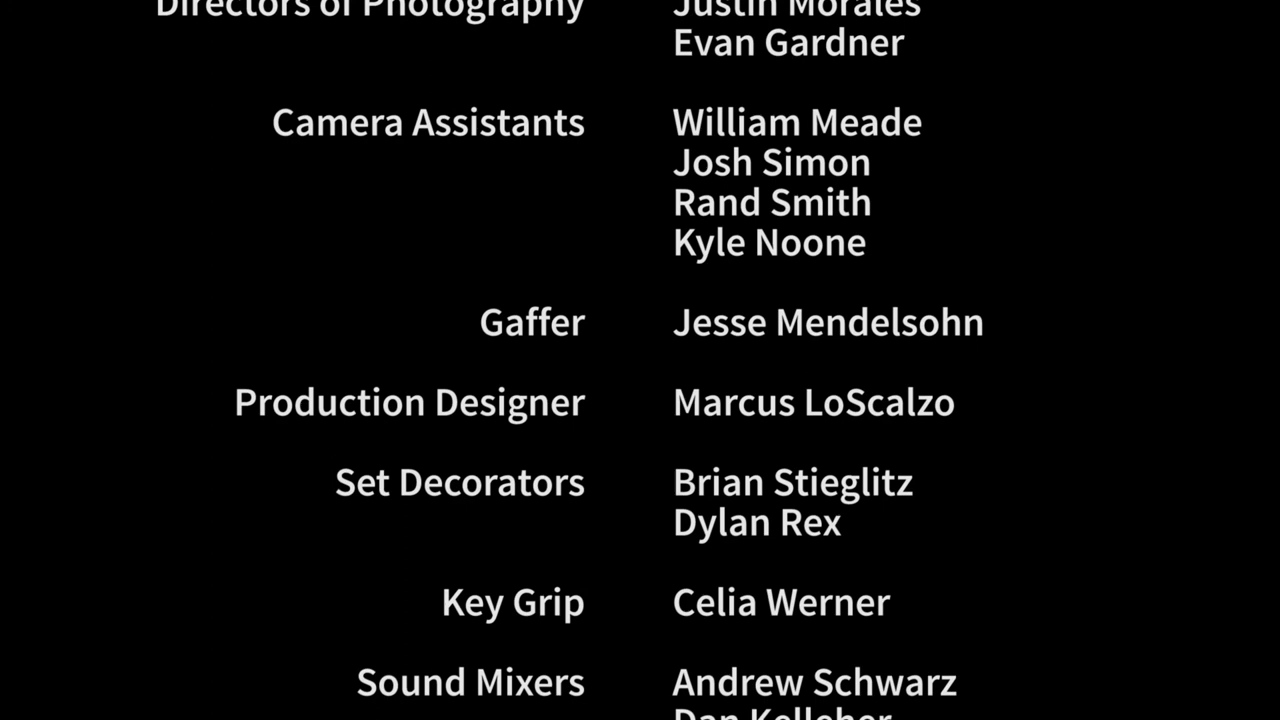 Directors of Photography Justin Morales
Evan Gardner
Camera Assistants William Meade
Josh Simon
Rand Smith
Kyle Noone
Gaffer Jesse Mendelsohn
Production Designer Marcus LoScalzo
Set Decorators Brian Stieglitz
Dylan Rex
Key Grip Celia Werner
Sound Mixers Andrew Schwarz
Dan Kelleher